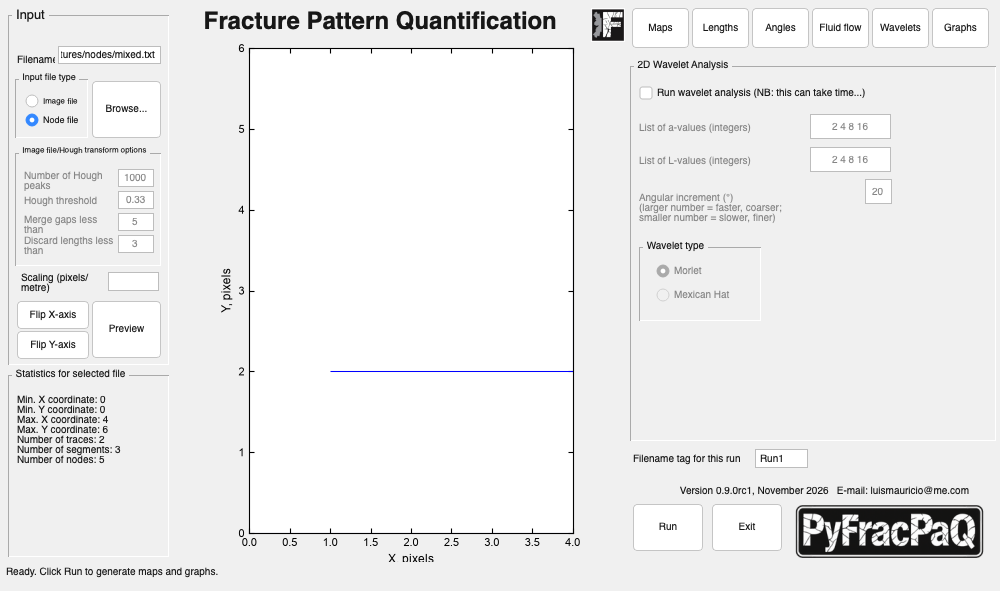 Input
Filename
:ures/nodes/mixed.txt
Input file type
Image file
Node file
Browse...
Image file/Hough transform options
Number of Hough
peaks
1000
Hough threshold
0.33
Merge gaps less
than
5
Discard lengths less
than
3
Scaling (pixels/
metre)
Flip X-axis
Flip Y-axis
Preview
Statistics for selected file
Min. X coordinate: 0
Min. Y coordinate: 0
Max. X coordinate: 4
Max. Y coordinate: 6
Number of traces: 2
Number of segments: 3
Number of nodes: 5
Ready. Click Run to generate maps and graphs.
Fracture Pattern Quantification
6
5
4
3
2
1
0
Y, pixels
0.0 0.5 1.0 1.5 2.0 2.5 3.0 3.5 4.0
X, pixels
F
Maps
Lengths
Angles
Fluid flow
Wavelets
Graphs
2D Wavelet Analysis
Run wavelet analysis (NB: this can take time...)
List of a-values (integers)
2 4 8 16
List of L-values (integers)
2 4 8 16
Angular increment (°)
(larger number = faster, coarser;
smaller number = slower, finer)
20
Wavelet type
Morlet
Mexican Hat
Filename tag for this run
Run1
Version 0.9.0rc1, November 2026 E-mail: luismauricio@me.com
Run
Exit
PyFracPaQ